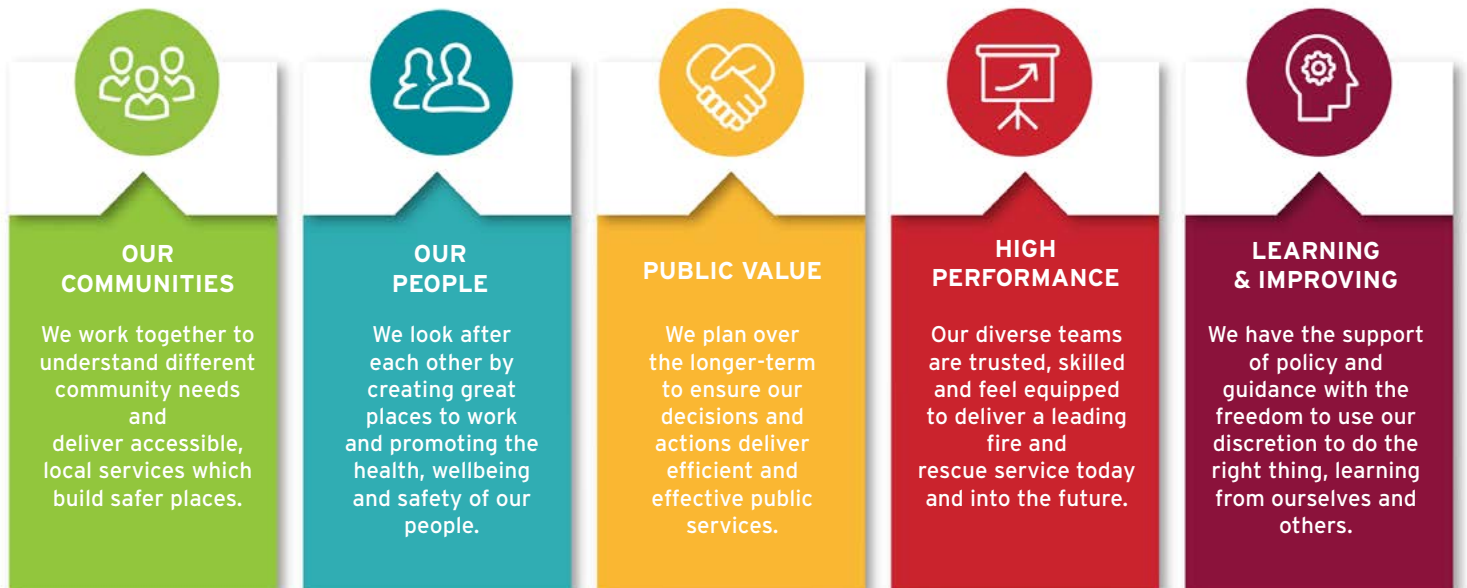 OUR
COMMUNITIES
We work together to
understand different
community needs
and
deliver accessible,
local services which
build safer places.
OUR
PEOPLE
We look after
each other by
creating great
places to work
and promoting the
health, wellbeing
and safety of our
people.
PUBLIC VALUE
We plan over
the longer-term
to ensure our
decisions and
actions deliver
efficient and
effective public
services.
HIGH
PERFORMANCE
Our diverse teams
are trusted, skilled
and feel equipped
to deliver a leading
fire and
rescue service today
and into the future.
LEARNING
& IMPROVING
We have the support
of policy and
guidance with the
freedom to use our
discretion to do the
right thing, learning
from ourselves and
others.